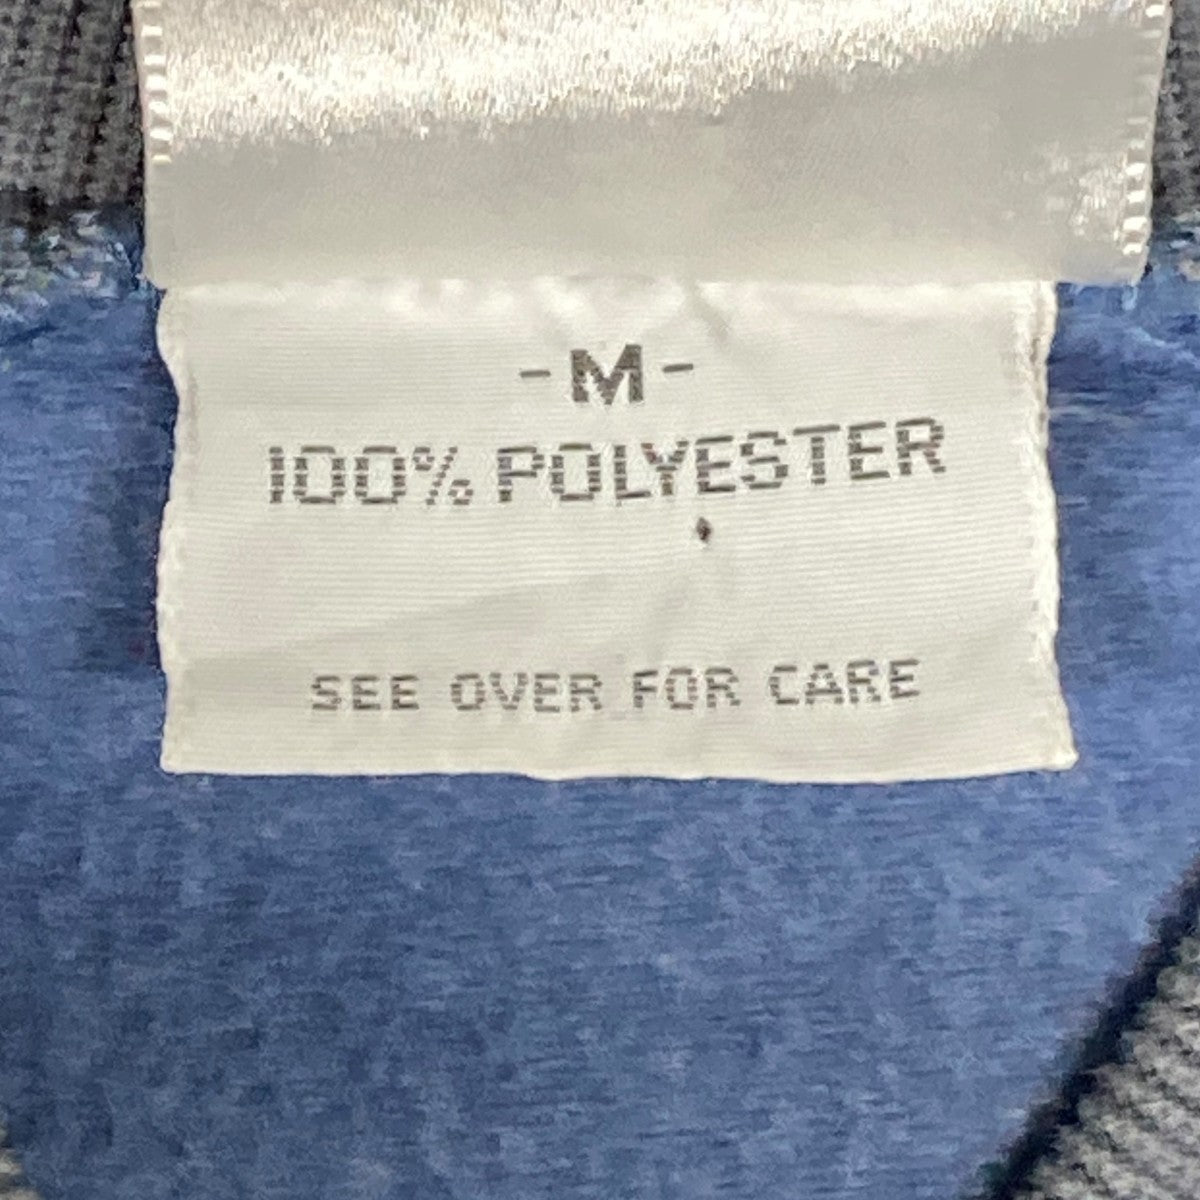 -M-
100% POLYESTER
SEE OVER FOR CARE